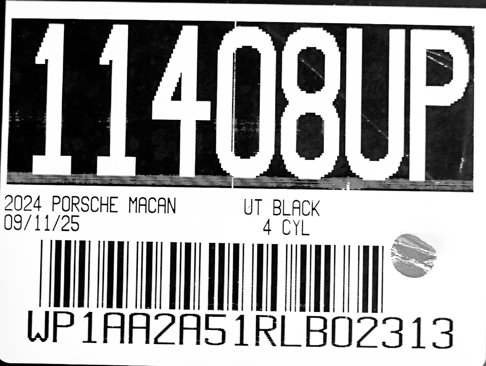 11408UP
2024 PORSCHE MACAN UT BLACK
09/11/25 4 CYL
WP1AA2A51RLB02313